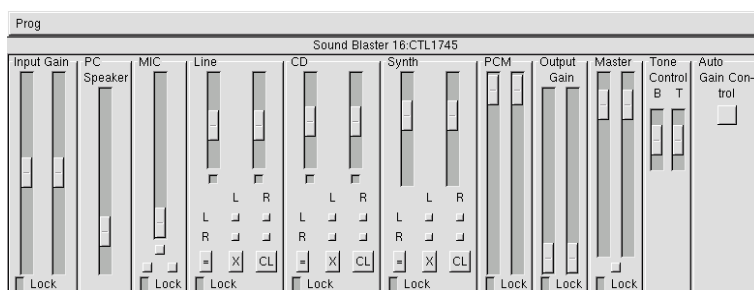 Prog
Sound Blaster 16:CTL1745
Input Gain
Lock
PC
Speaker
MIC
Lock
Line
L R
L
R
= X CL
Lock
CD
L R
L
R
= X CL
Lock
Synth
L R
L
R
= X CL
Lock
PCM
Lock
Output
Gain
Lock
Master
Lock
Tone
Control
B T
Auto
Gain Con-
trol